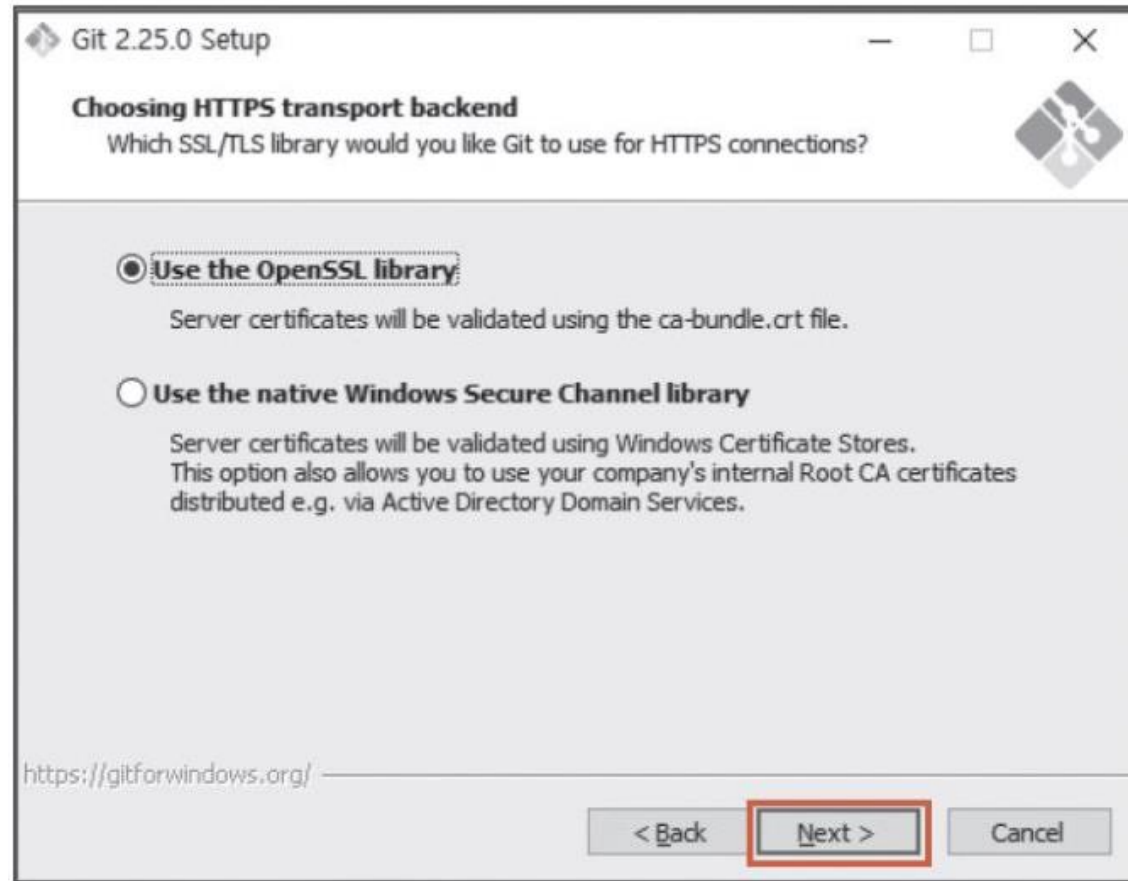 Git 2.25.0 Setup
Choosing HTTPS transport backend
Which SSL/TLS library would you like Git to use for HTTPS connections?
Use the OpenSSL library
Server certificates will be validated using the ca-bundle.crt file.
Use the native Windows Secure Channel library
Server certificates will be validated using Windows Certificate Stores.
This option also allows you to use your company's internal Root CA certificates
distributed e.g. via Active Directory Domain Services.
https://gitforwindows.org/
< Back Next > Cancel